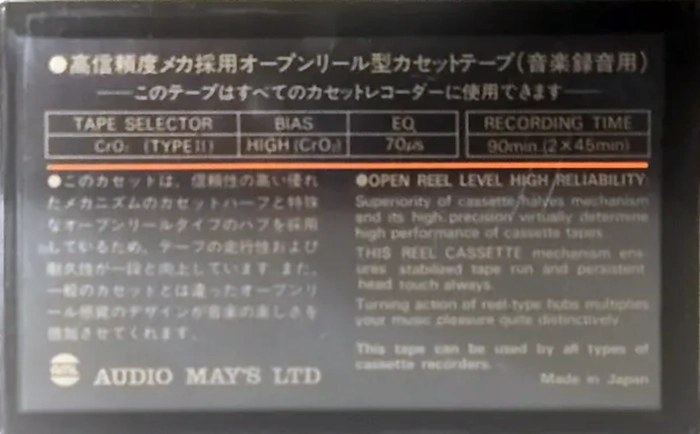 ●高信頼度メカ採用オープンリール型カセットテープ(音楽録音用)
──このテープはすべてのカセットレコーダーに使用できます──
TAPE SELECTOR BIAS EQ RECORDING TIME
CrO₂ (TYPE II) HIGH (CrO₂) 70μs 90min.(2×45min)
●このカセットは、信頼性の高い優れ
たメカニズムのカセットハーフと特殊
なオープンリールタイプのハブを採用
しているため、テープの走行性および
耐久性が一段と向上しています。また、
一般のカセットとは違ったオープンリ
ール感覚のデザインが音楽の楽しさを
倍加させてくれます。
AUDIO MAY'S LTD
●OPEN REEL LEVEL HIGH RELIABILITY:
Superiority of cassette halves mechanism
and its high precision virtually determine
high performance of cassette tapes
THIS REEL CASSETTE mechanism ens-
ures stabilized tape run and persistent
head touch always.
Turning action of reel-type hubs multiplies
your music pleasure quite distinctively.
This tape can be used by all types of
cassette recorders.
Made in Japan